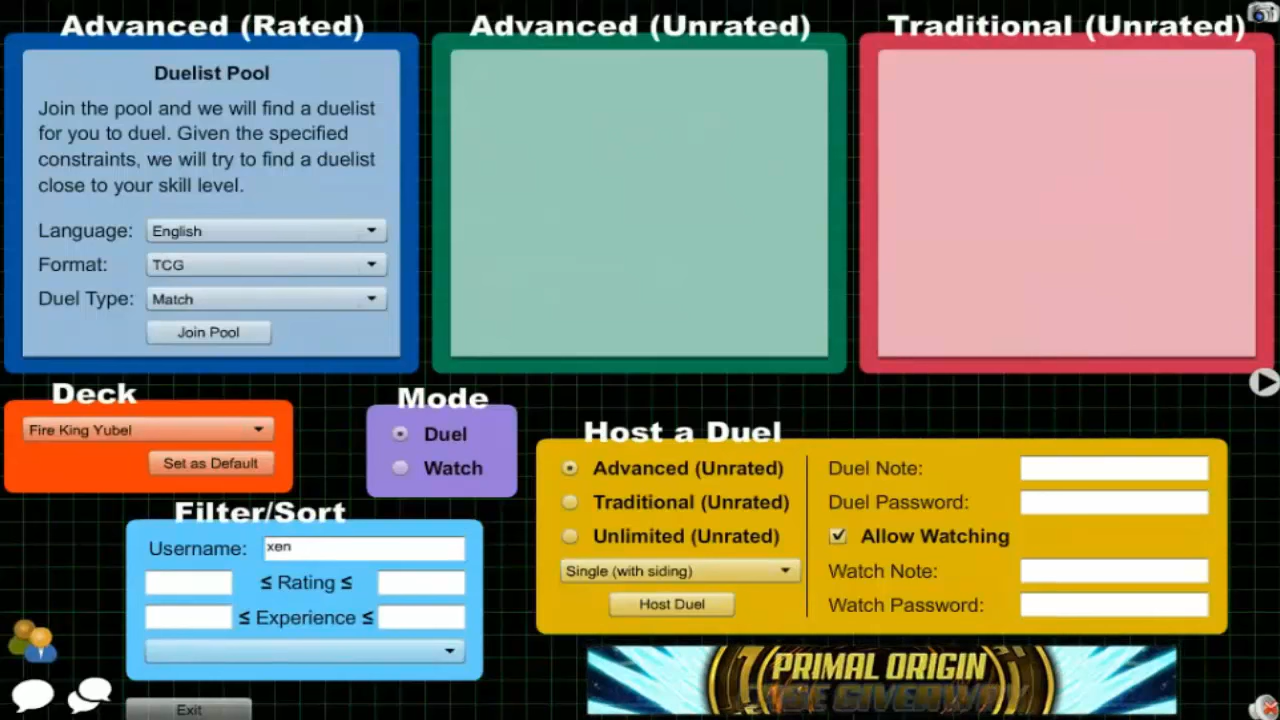 Advanced (Rated)
Advanced (Unrated)
Traditional (Unrated)
Duelist Pool
Join the pool and we will find a duelist
for you to duel. Given the specified
constraints, we will try to find a duelist
close to your skill level.
Language: English
Format: TCG
Duel Type: Match
Join Pool
Deck
Fire King Yubel
Set as Default
Mode
Duel
Watch
Filter/Sort
Username: xen
≤ Rating ≤
≤ Experience ≤
Exit
Host a Duel
Advanced (Unrated)
Traditional (Unrated)
Unlimited (Unrated)
Single (with siding)
Host Duel
Duel Note:
Duel Password:
Allow Watching
Watch Note:
Watch Password:
PRIMAL ORIGIN
CASE GIVEAWAY